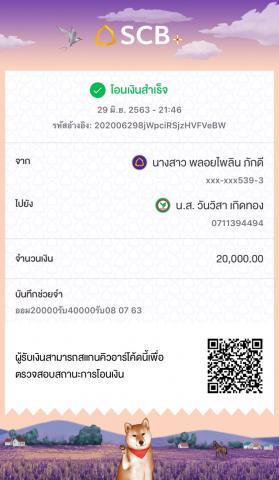 SCB
โอนเงินสำเร็จ
29 มิ.ย. 2563 - 21:46
รหัสอ้างอิง: 202006298jWpciRSjzHVFVeBW
จาก
นางสาว พลอยไพลิน ภักดี
xxx-xxx539-3
ไปยัง
น.ส. วันวิสา เกิดทอง
0711394494
จำนวนเงิน
20,000.00
บันทึกช่วยจำ
ออม20000รับ40000รับ08 07 63
ผู้รับเงินสามารถสแกนคิวอาร์โค้ดนี้เพื่อ
ตรวจสอบสถานะการโอนเงิน